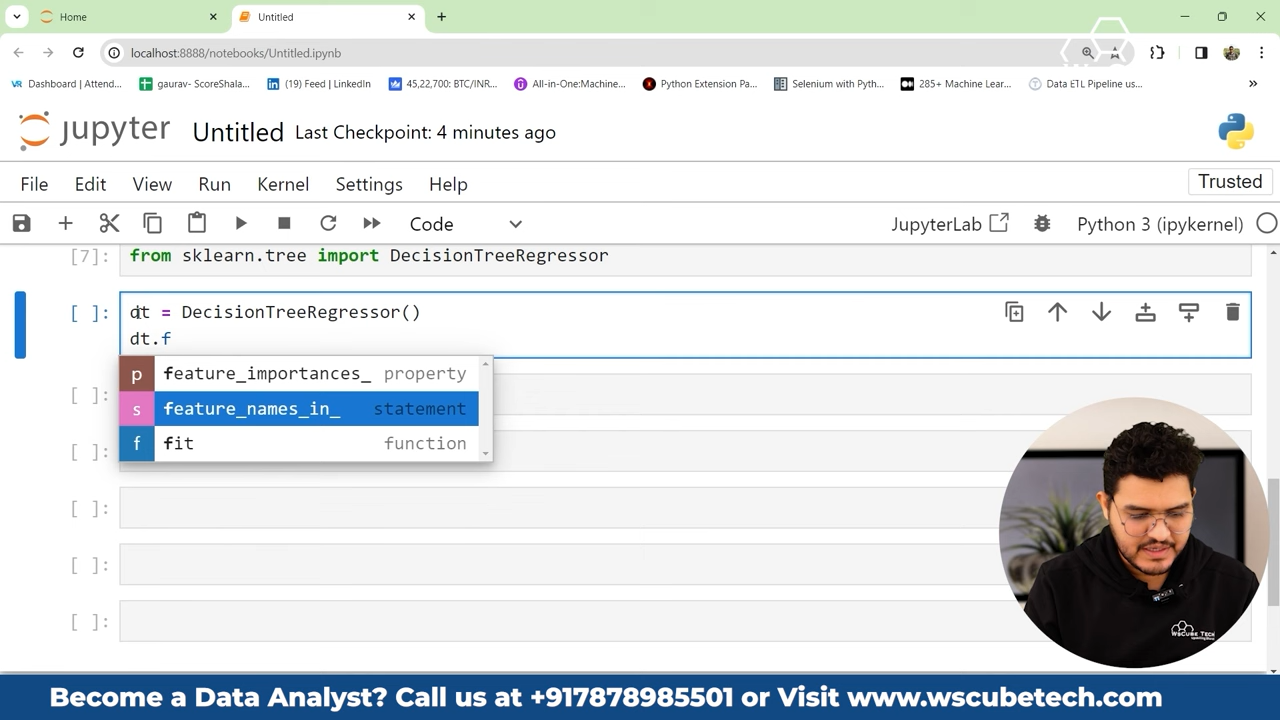 Home
Untitled
localhost:8888/notebooks/Untitled.ipynb
Dashboard | Attend...
gaurav- ScoreShala...
(19) Feed | LinkedIn
45,22,700: BTC/INR...
All-in-One:Machine...
Python Extension Pa...
Selenium with Pyth...
285+ Machine Lear...
Data ETL Pipeline us...
jupyter Untitled Last Checkpoint: 4 minutes ago
File Edit View Run Kernel Settings Help Trusted
Code JupyterLab Python 3 (ipykernel)
[7]: from sklearn.tree import DecisionTreeRegressor
[ ]: dt = DecisionTreeRegressor()
dt.f
p feature_importances_ property
s feature_names_in_ statement
f fit function
[ ]:
[ ]:
[ ]:
[ ]:
[ ]:
WsCube Tech
Become a Data Analyst? Call us at +917878985501 or Visit www.wscubetech.com